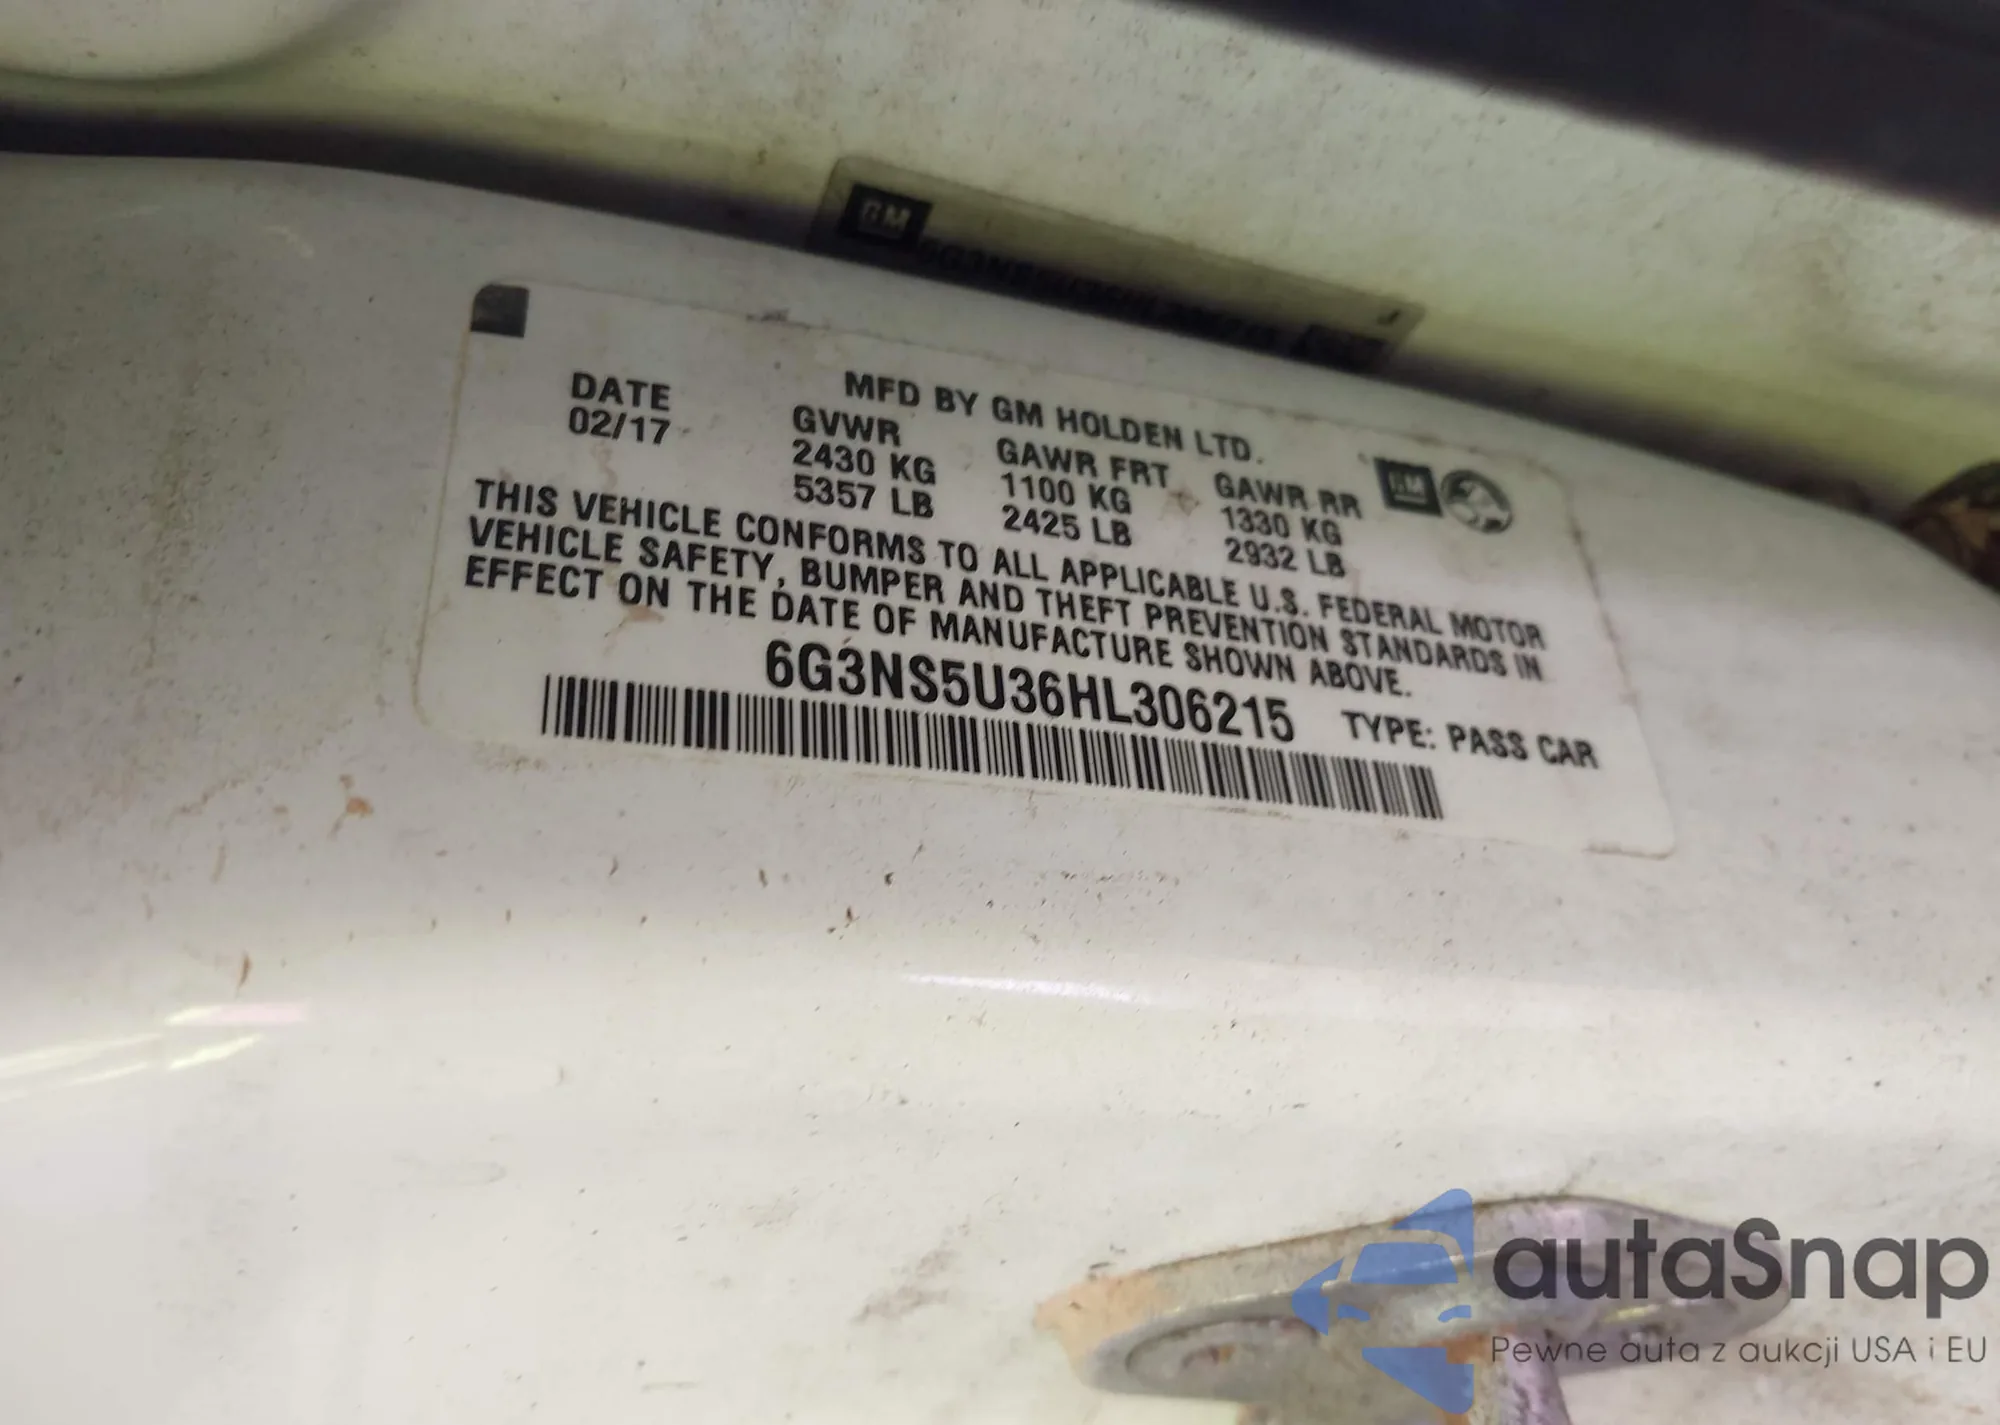 GM
MFD BY GM HOLDEN LTD.
DATE GVWR GAWR FRT GAWR RR GM
02/17 2430 KG 1100 KG 1330 KG
5357 LB 2425 LB 2932 LB
THIS VEHICLE CONFORMS TO ALL APPLICABLE U.S. FEDERAL MOTOR
VEHICLE SAFETY, BUMPER AND THEFT PREVENTION STANDARDS IN
EFFECT ON THE DATE OF MANUFACTURE SHOWN ABOVE.
6G3NS5U36HL306215 TYPE: PASS CAR
autaSnap
Pewne auta z aukcji USA i EU